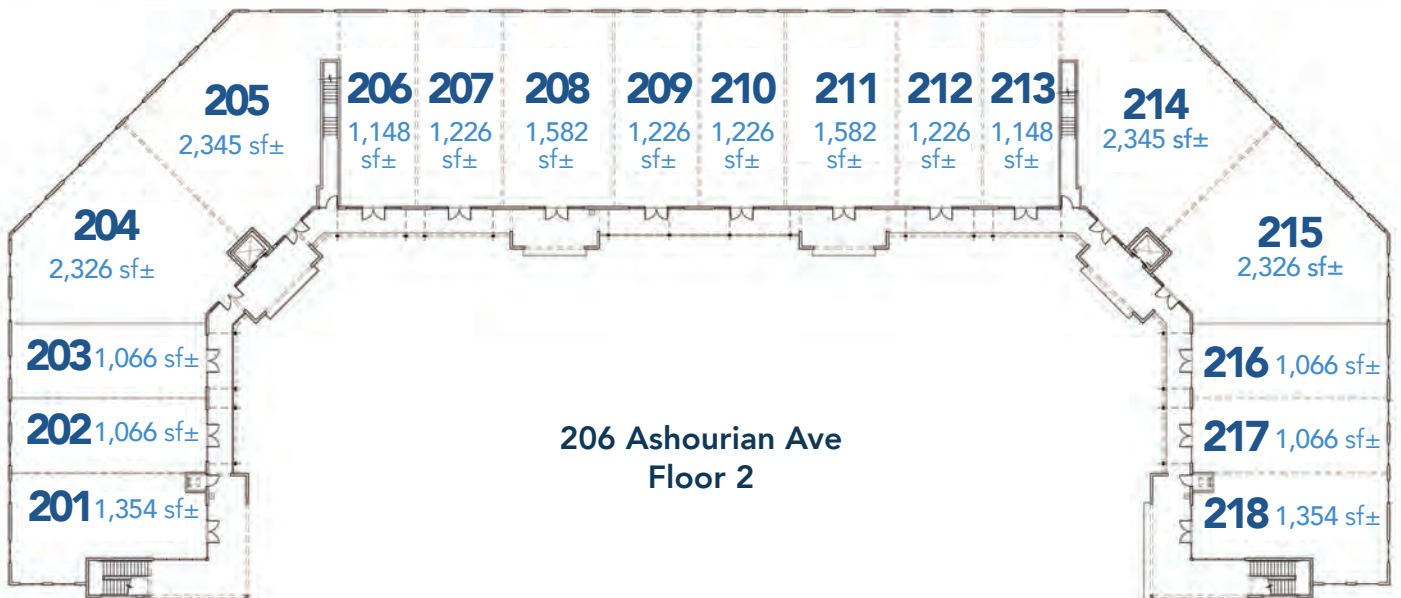 205
2,345 sf±
206
1,148
sf±
207
1,226
sf±
208
1,582
sf±
209
1,226
sf±
210
1,226
sf±
211
1,582
sf±
212
1,226
sf±
213
1,148
sf±
214
2,345 sf±
204
2,326 sf±
215
2,326 sf±
203 1,066 sf±
216 1,066 sf±
202 1,066 sf±
217 1,066 sf±
201 1,354 sf±
218 1,354 sf±
206 Ashourian Ave
Floor 2